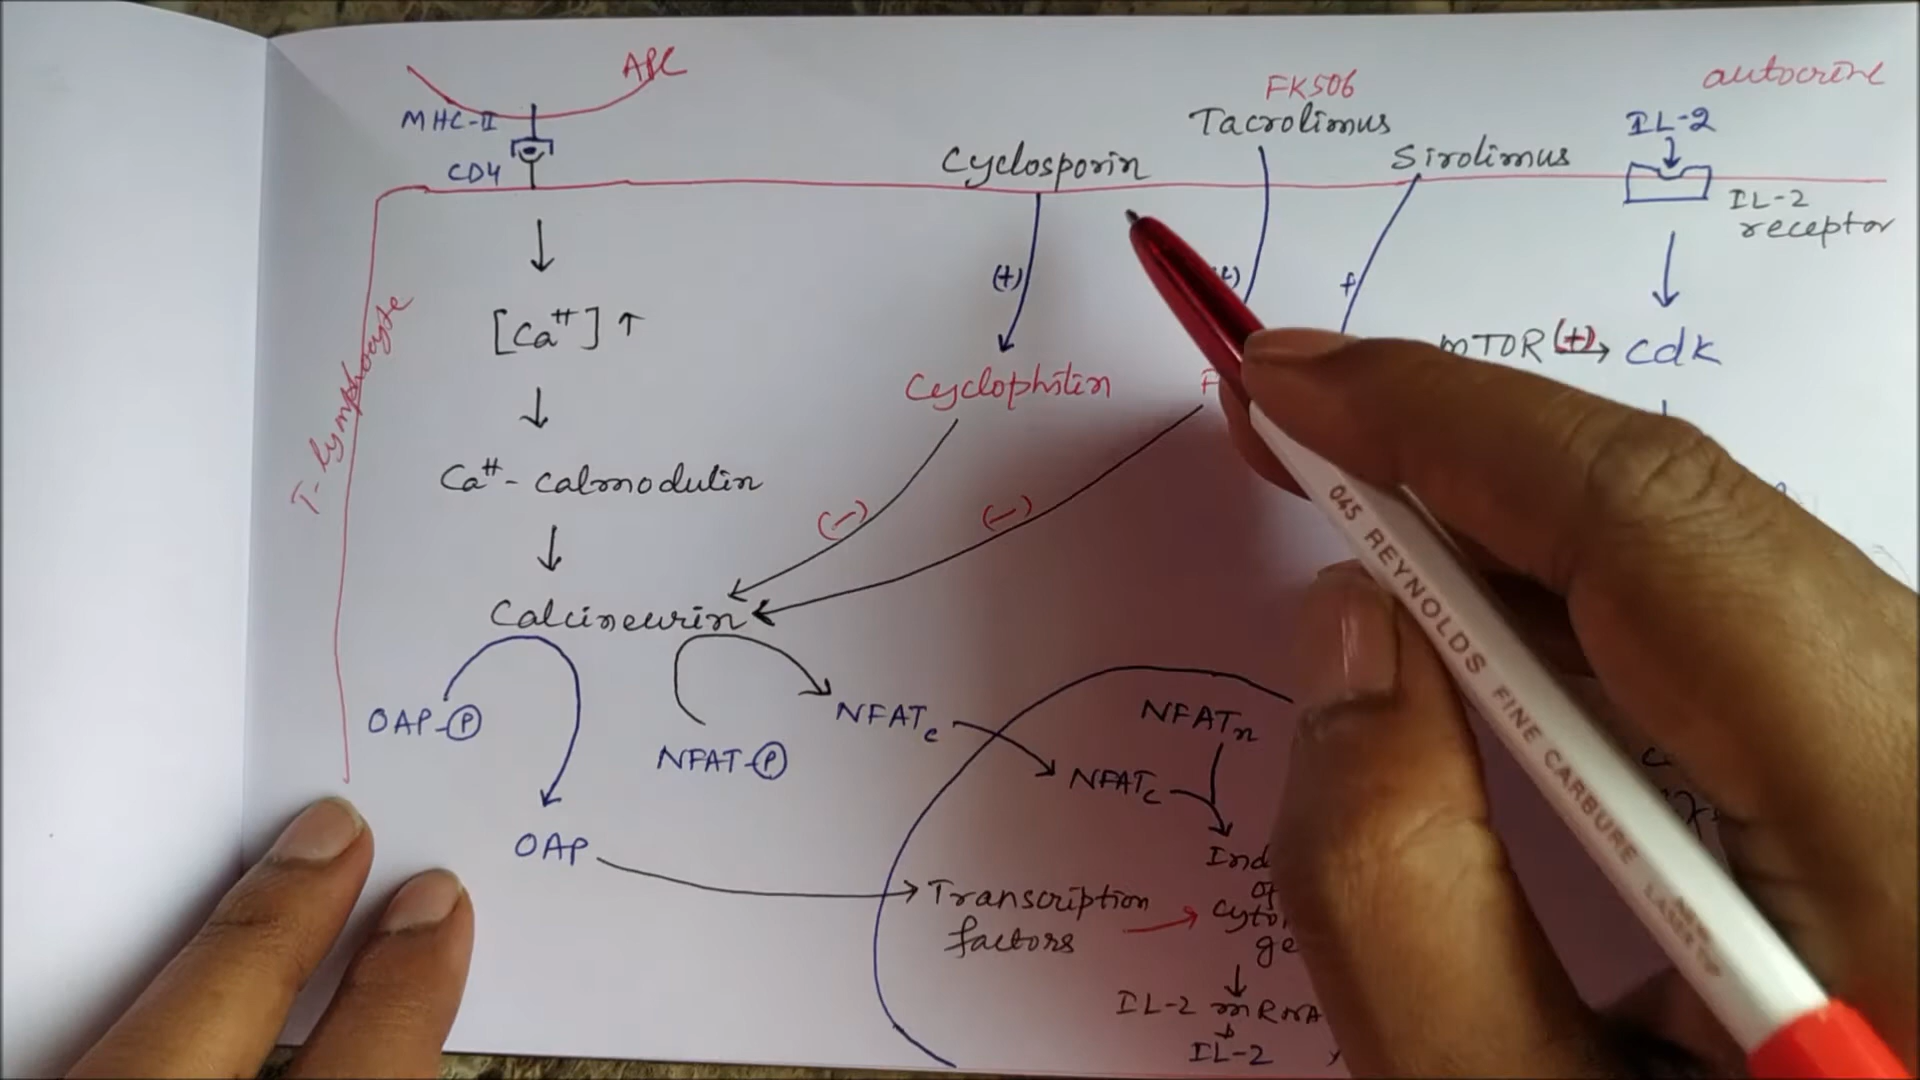 APC
MHC-II
CD4
T-lymphocyte
[Ca⁺⁺] ↑
Ca⁺⁺- calmodulin
Calcineurin
OAP-Ⓟ
OAP
NFAT-Ⓟ
NFATc
Cyclosporin
(+)
Cyclophilin
(-)
(-)
FK506
Tacrolimus
Sirolimus
autocrine
IL-2
IL-2
receptor
mTOR (+) cdk
NFATn
NFATc
Transcription
factors
IL-2 mRNA
IL-2
045 REYNOLDS FINE CARBURE